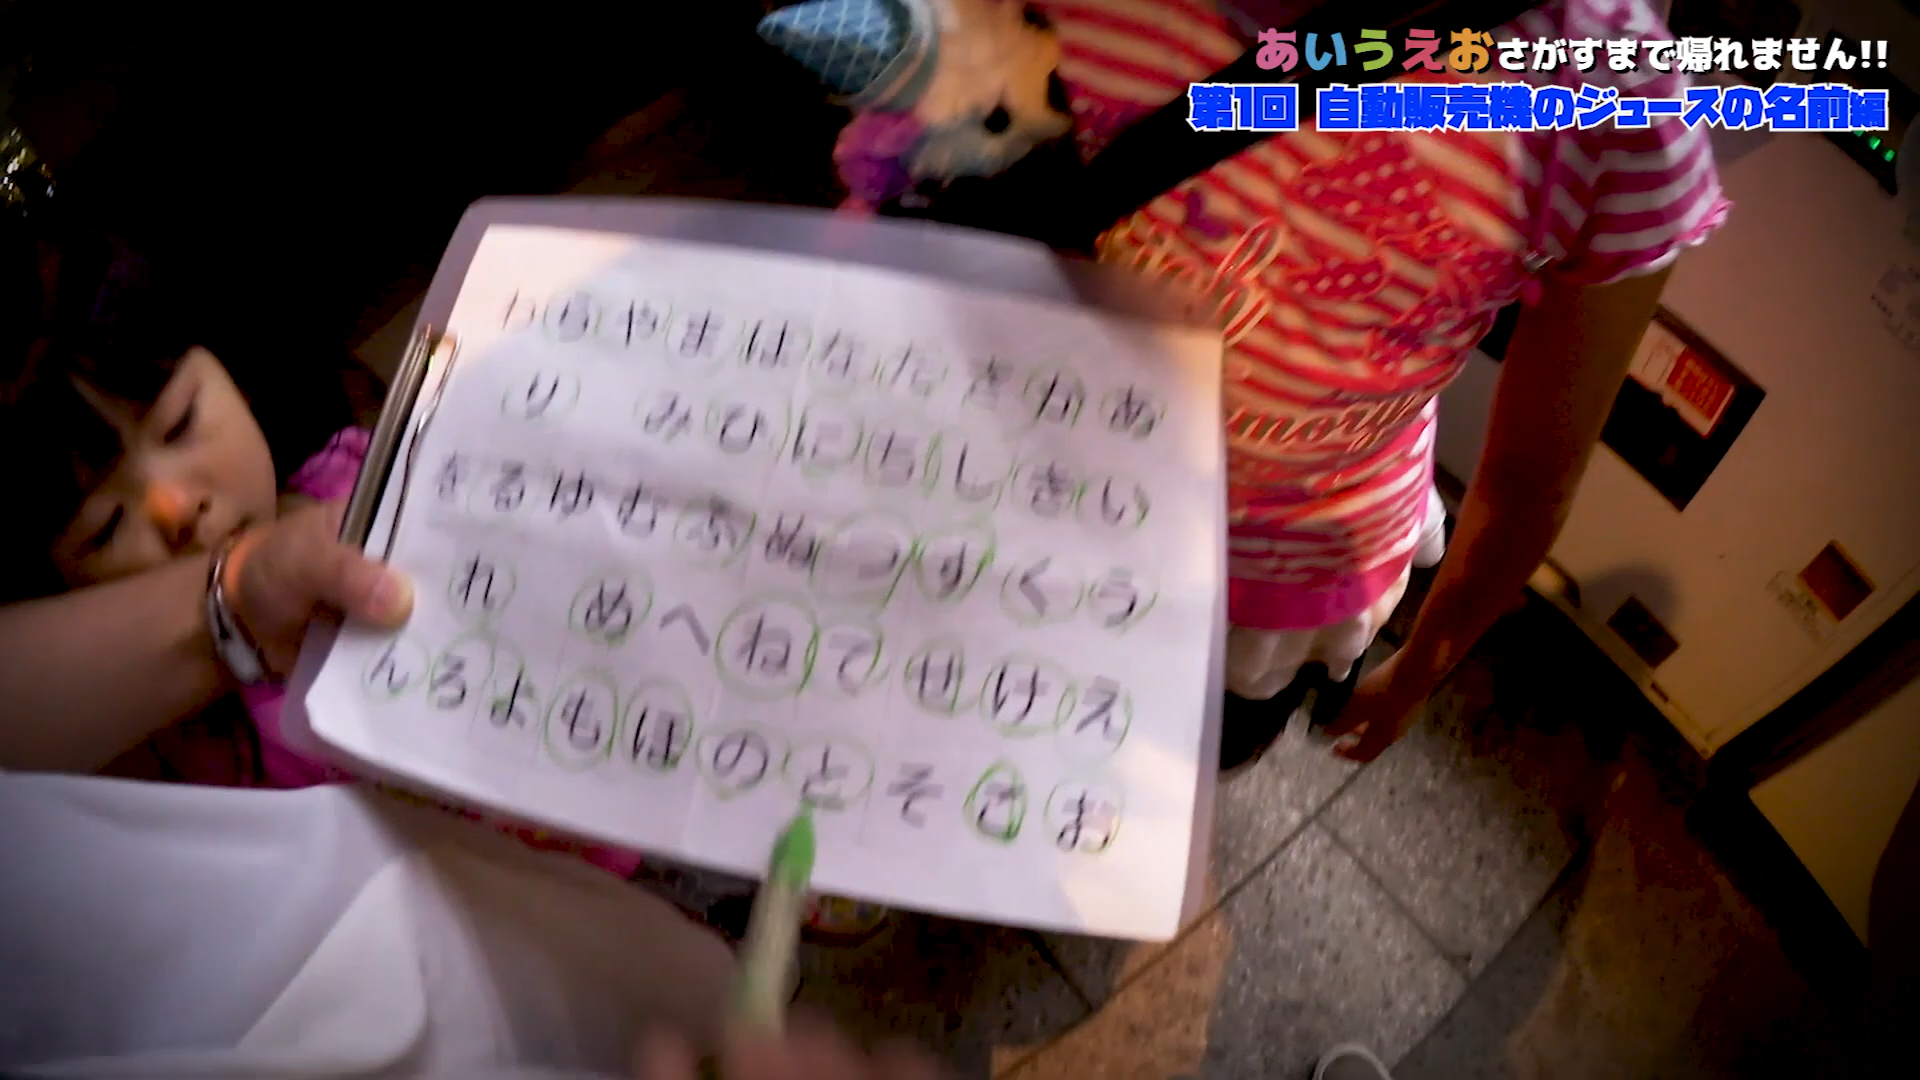 あいうえおさがすまで帰れません!!
第1回 自動販売機のジュースの名前編
わらやまはなたさかあ
り みひにちしきい
をるゆむふぬつすくう
れ めへねてせけえ
んろよもほのとそこお